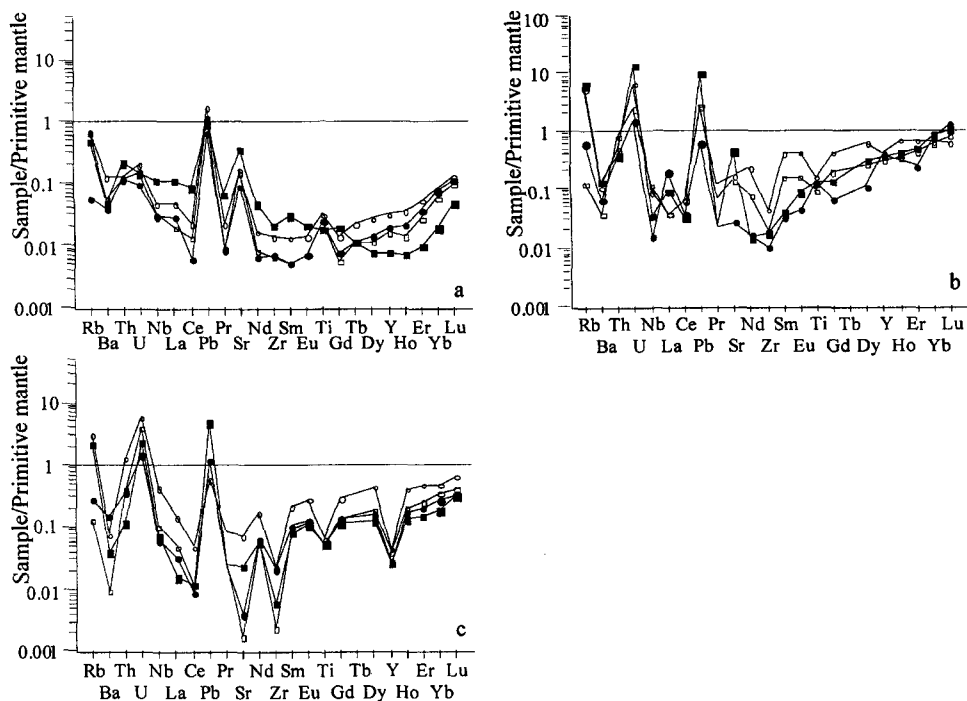 Sample/Primitive mantle
10
1
0.1
0.01
0.001
a
Rb Th Nb Ce Pr Nd Sm Ti Tb Y Er Lu
Ba U La Pb Sr Zr Eu Gd Dy Ho Yb
Sample/Primitive mantle
100
10
1
0.1
0.01
0.001
b
Rb Th Nb Ce Pr Nd Sm Ti Tb Y Er Lu
Ba U La Pb Sr Zr Eu Gd Dy Ho Yb
Sample/Primitive mantle
10
1
0.1
0.01
0.001
c
Rb Th Nb Ce Pr Nd Sm Ti Tb Y Er Lu
Ba U La Pb Sr Zr Eu Gd Dy Ho Yb